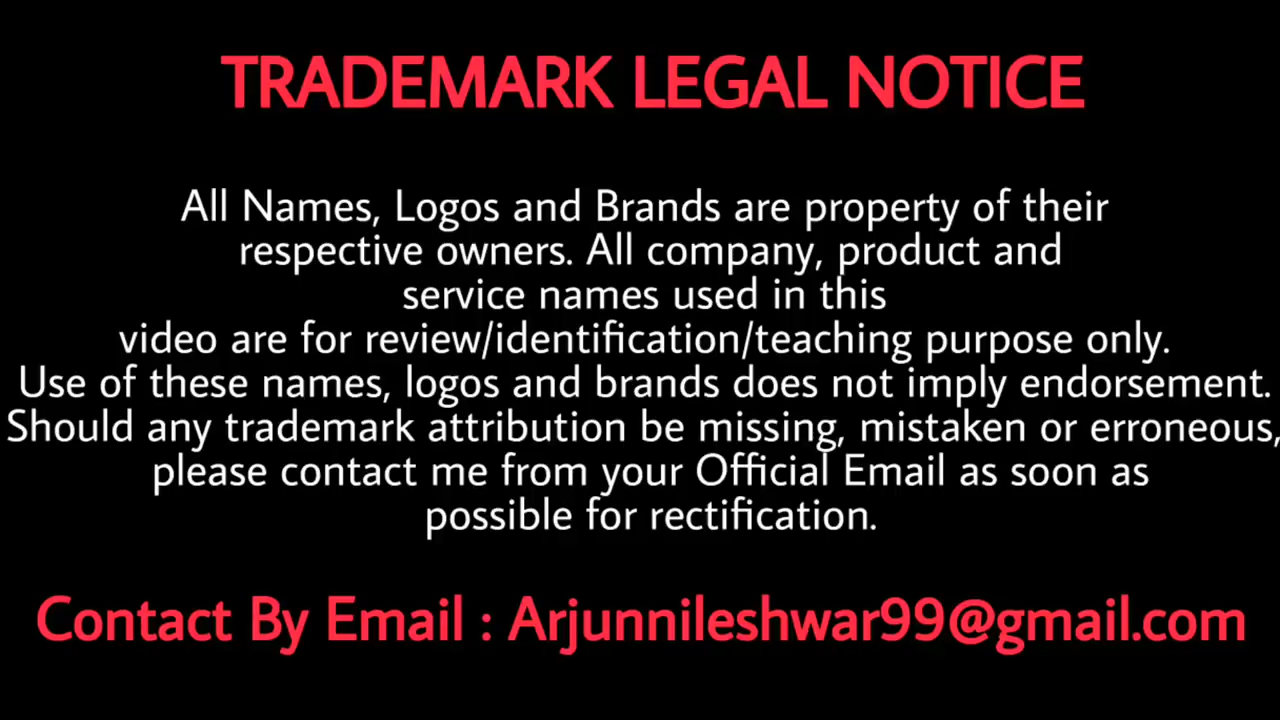 TRADEMARK LEGAL NOTICE
All Names, Logos and Brands are property of their
respective owners. All company, product and
service names used in this
video are for review/identification/teaching purpose only.
Use of these names, logos and brands does not imply endorsement.
Should any trademark attribution be missing, mistaken or erroneous,
please contact me from your Official Email as soon as
possible for rectification.
Contact By Email : Arjunnileshwar99@gmail.com